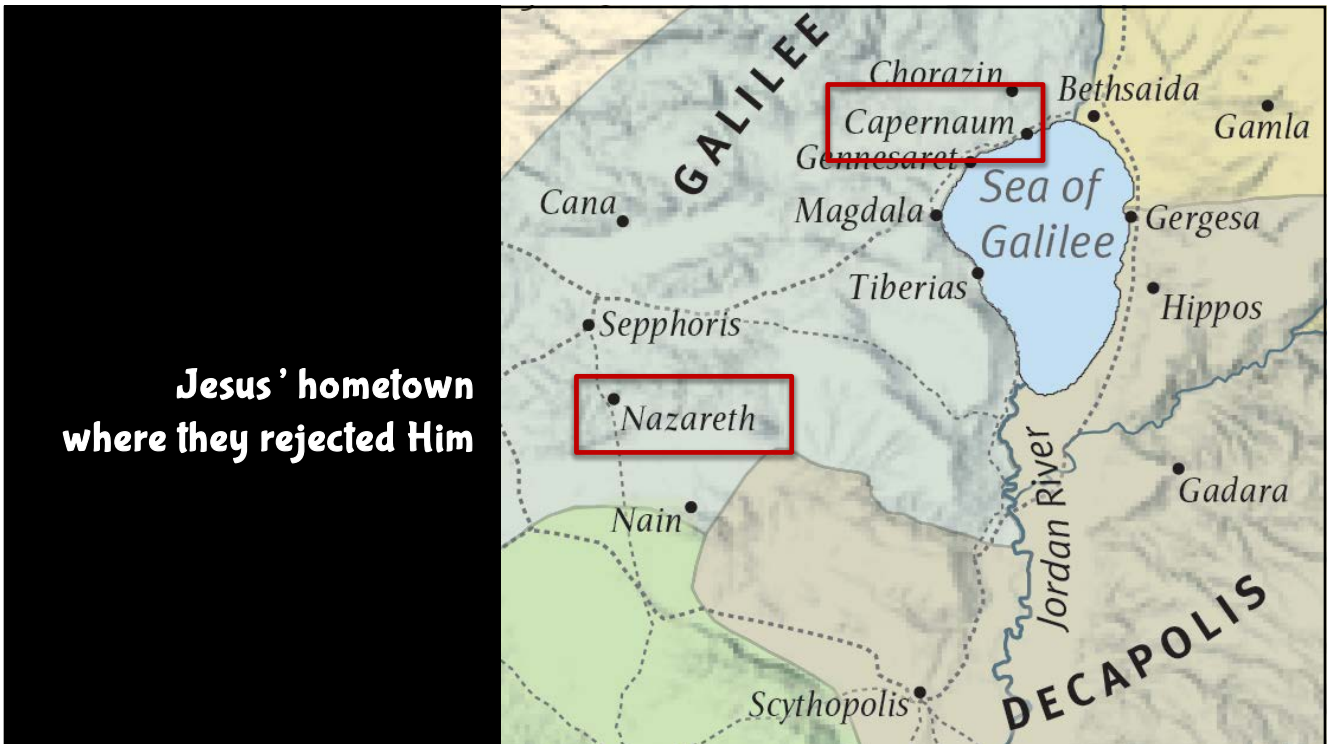 Jesus ’ hometown
where they rejected Him
GALILEE
Chorazin
Capernaum
Bethsaida
Gamla
Gennesaret
Sea of
Galilee
Cana
Magdala
Gergesa
Tiberias
Hippos
Sepphoris
Nazareth
Jordan River
Gadara
Nain
DECAPOLIS
Scythopolis